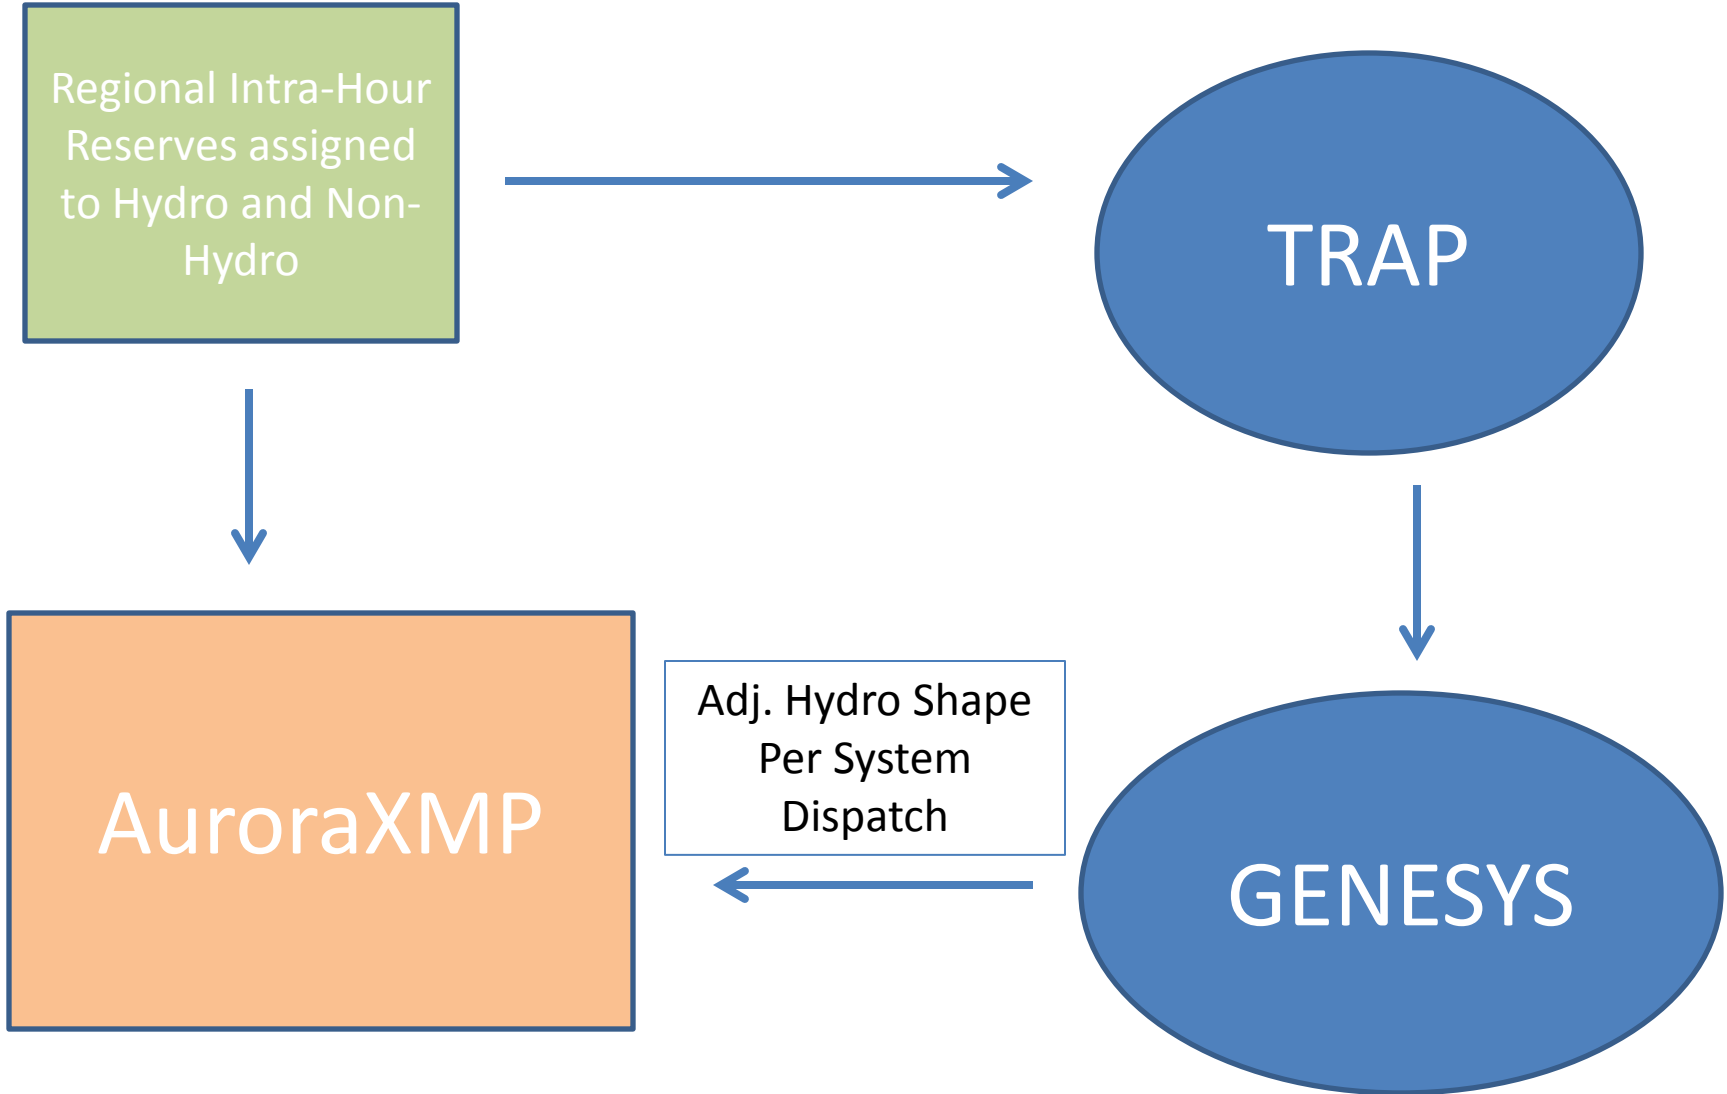 Regional Intra-Hour
Reserves assigned
to Hydro and Non-
Hydro
TRAP
AuroraXMP
Adj. Hydro Shape
Per System
Dispatch
GENESYS